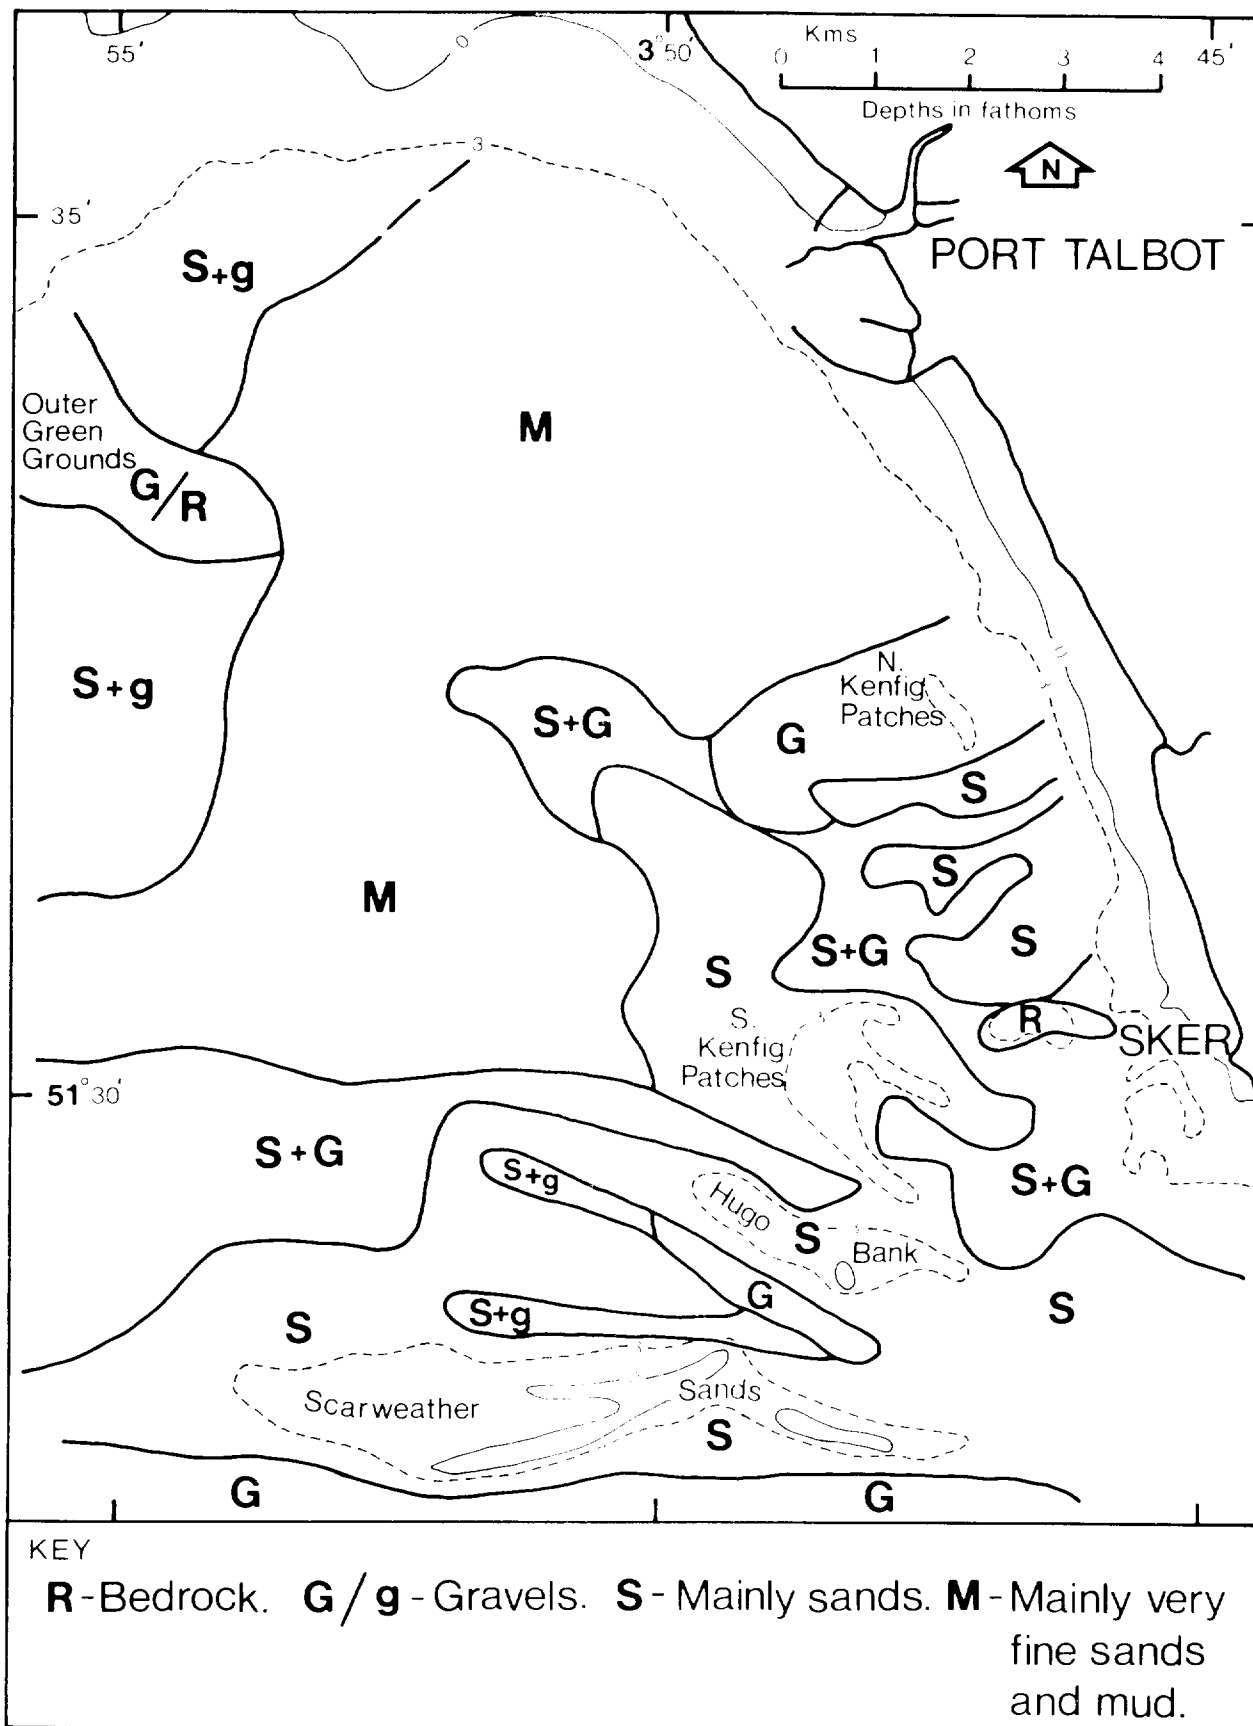 55'
0
3°50'
Kms
45'
0 1 2 3 4
Depths in fathoms
3
N
35'
PORT TALBOT
S+g
Outer
Green
Grounds
M
G/R
S+g
N.
Kenfig
Patches
S+G
G
S
S
M
S+G
S
S
S.
Kenfig
Patches
R
SKER
51°30'
S+G
S+g
S+G
Hugo
S
Bank
G
S+g
S
S
Scarweather
Sands
S
G
G
KEY
R-Bedrock. G/g-Gravels. S-Mainly sands. M-Mainly very
fine sands
and mud.